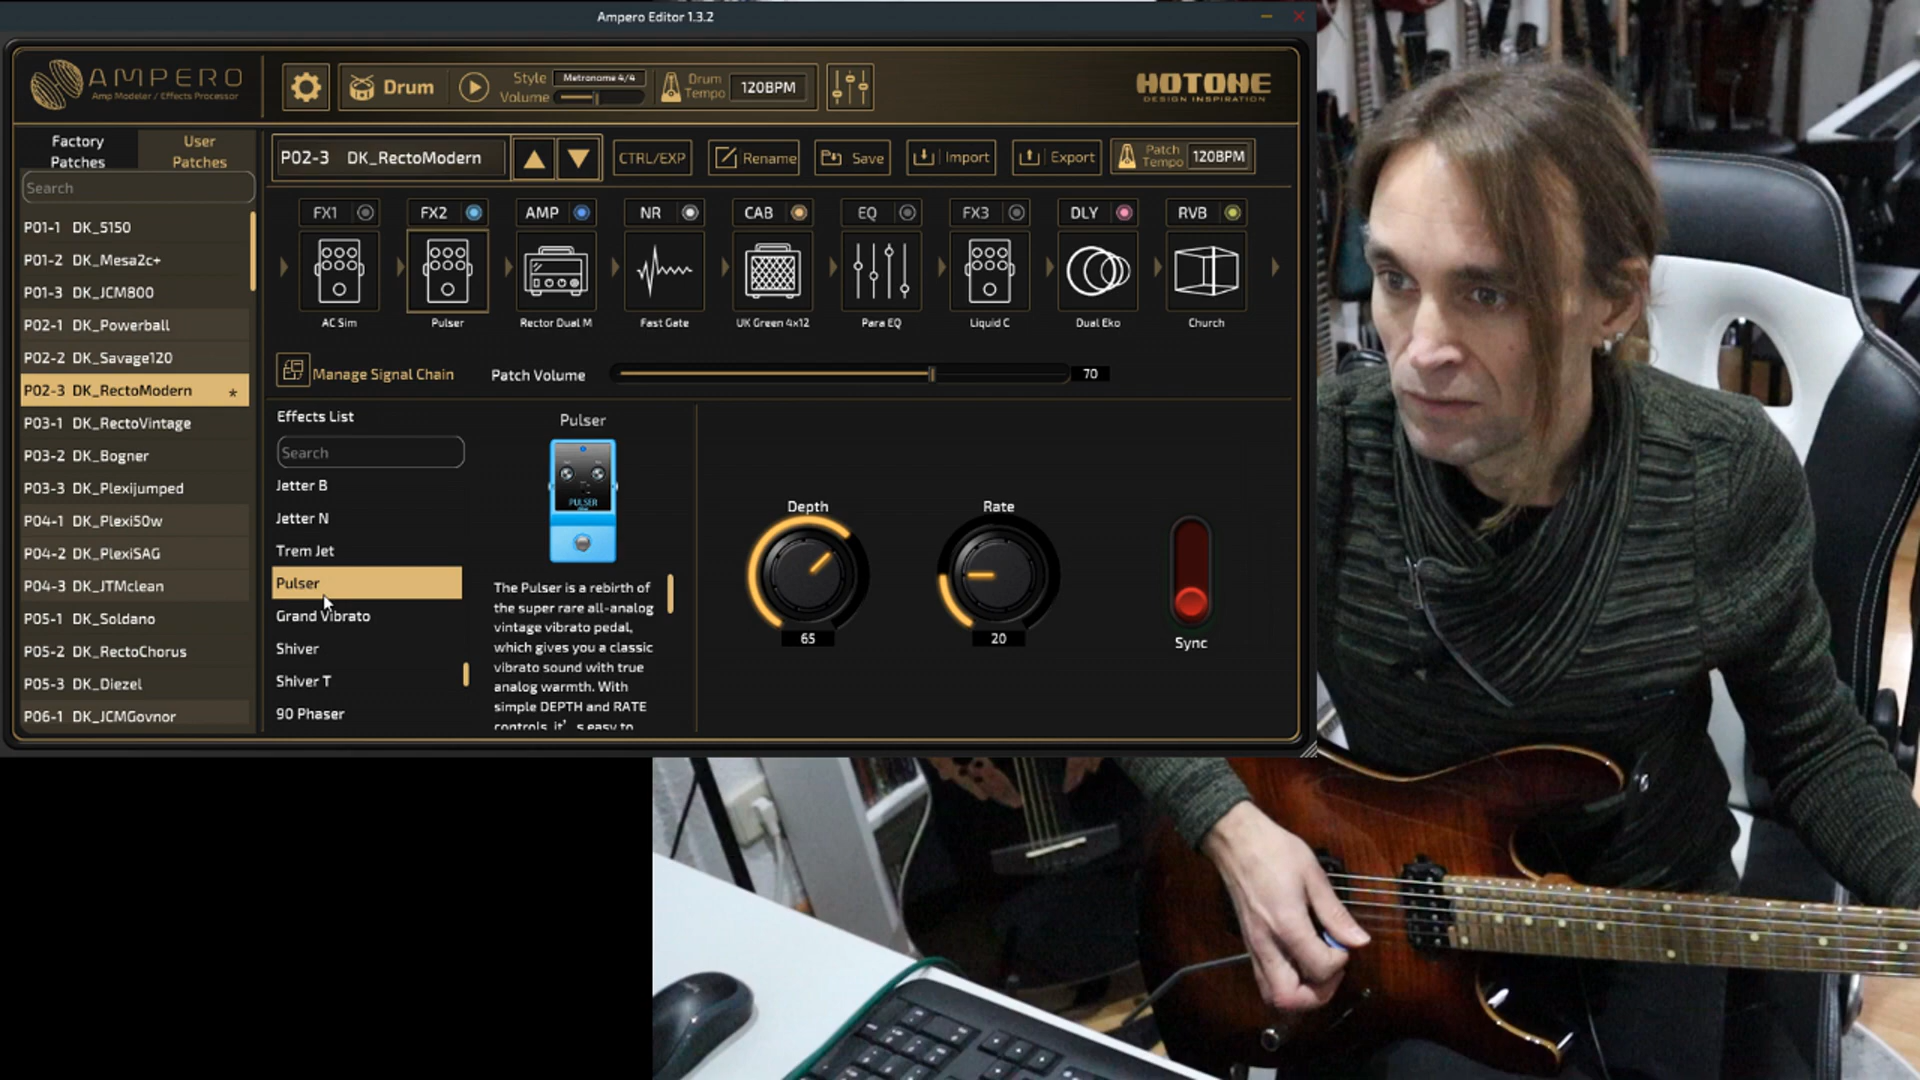 Ampero Editor 1.3.2
AMPERO
Amp Modeler / Effects Processor
Drum
Style
Metronome 4/4
Volume
Drum
Tempo
120BPM
HOTONE
DESIGN INSPIRATION
Factory
Patches
User
Patches
Search
P01-1 DK_5150
P01-2 DK_Mesa2c+
P01-3 DK_JCM800
P02-1 DK_Powerball
P02-2 DK_Savage120
P02-3 DK_RectoModern *
P03-1 DK_RectoVintage
P03-2 DK_Bogner
P03-3 DK_Plexijumped
P04-1 DK_Plexi50w
P04-2 DK_PlexiSAG
P04-3 DK_JTMclean
P05-1 DK_Soldano
P05-2 DK_RectoChorus
P05-3 DK_Diezel
P06-1 DK_JCMGovnor
P02-3 DK_RectoModern
CTRL/EXP
Rename
Save
Import
Export
Patch
Tempo
120BPM
FX1
FX2
AMP
NR
CAB
EQ
FX3
DLY
RVB
AC Sim
Pulser
Rector Dual M
Fast Gate
UK Green 4x12
Para EQ
Liquid C
Dual Eko
Church
Manage Signal Chain
Patch Volume
70
Effects List
Search
Jetter B
Jetter N
Trem Jet
Pulser
Grand Vibrato
Shiver
Shiver T
90 Phaser
Pulser
PULSER
The Pulser is a rebirth of
the super rare all-analog
vintage vibrato pedal,
which gives you a classic
vibrato sound with true
analog warmth. With
simple DEPTH and RATE
controls, it's easy to
Depth
65
Rate
20
Sync